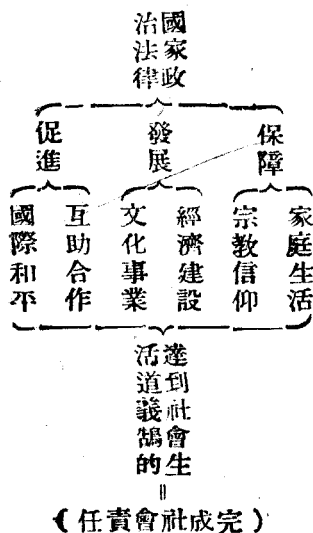 國家政
治法律
保障
發展
促進
家庭生活
宗教信仰
經濟建設
文化事業
互助合作
國際和平
達到社會生
活道義鵠的
＝
（完成社會責任）